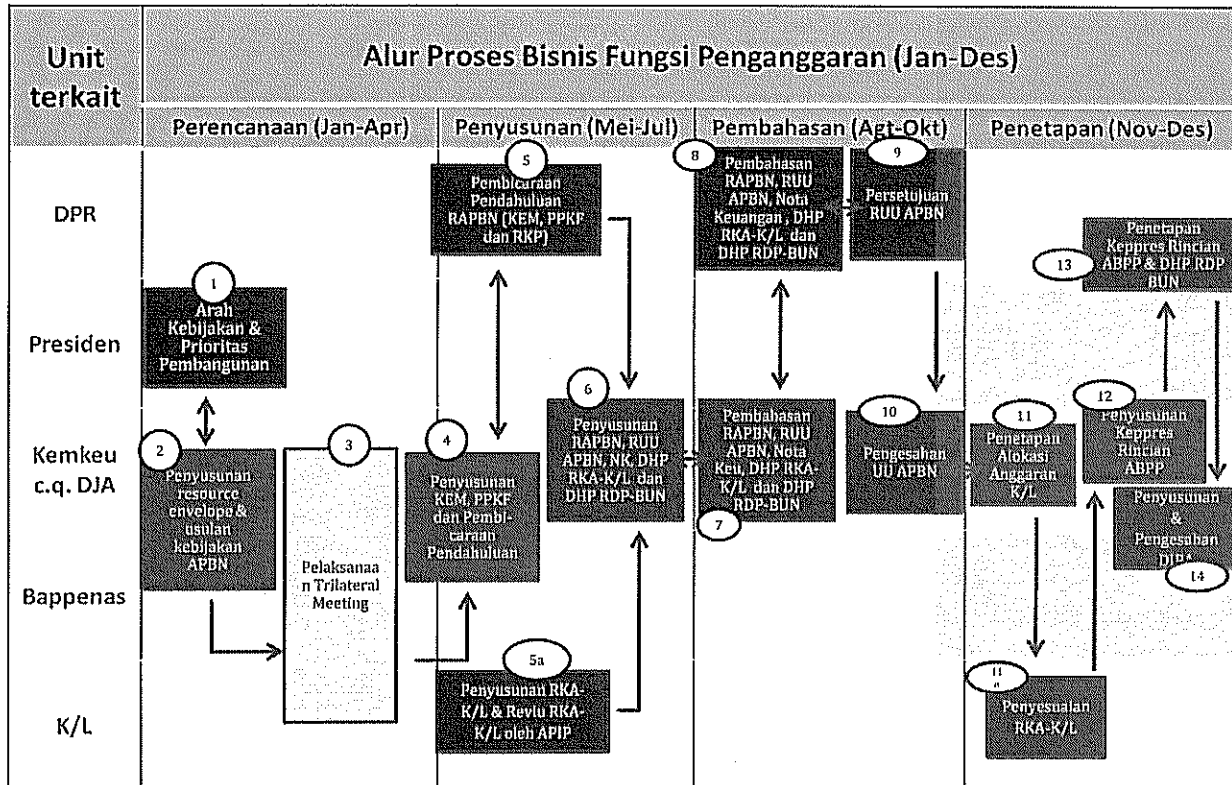 Unit
terkait
Alur Proses Bisnis Fungsi Penganggaran (Jan-Des)
Perencanaan (Jan-Apr)
Penyusunan (Mei-Jul)
Pembahasan (Agt-Okt)
Penetapan (Nov-Des)
DPR
Presiden
Kemkeu
c.q. DJA
Bappenas
K/L
1
Arah
Kebijakan &
Prioritas
Pembangunan
2
Penyusunan
resource
envelope &
usulan
kebijakan
APBN
3
Pelaksanaa
n Trilateral
Meeting
4
Penyusunan
KEM, PPKF
dan Pembi-
caraan
Pendahuluan
5
Pembicaraan
Pendahuluan
RAPBN (KEM, PPKF
dan RKP)
5a
Penyusunan RKA-
K/L & Reviu RKA-
K/L oleh APIP
6
Penyusunan
RAPBN, RUU
APBN, NK, DHP
RKA-K/L dan
DHP RDP-BUN
7
Pembahasan
RAPBN, RUU
APBN, Nota
Keu, DHP RKA-
K/L dan DHP
RDP-BUN
8
Pembahasan
RAPBN, RUU
APBN, Nota
Keuangan , DHP
RKA-K/L dan
DHP RDP-BUN
9
Persetujuan
RUU APBN
10
Pengesahan
UU APBN
11
Penetapan
Alokasi
Anggaran
K/L
Penyesuaian
RKA-K/L
12
Penyusunan
Keppres
Rincian
ABPP
13
Penetapan
Keppres Rincian
ABPP & DHP RDP
BUN
Penyusunan
&
Pengesahan
DIPA
14